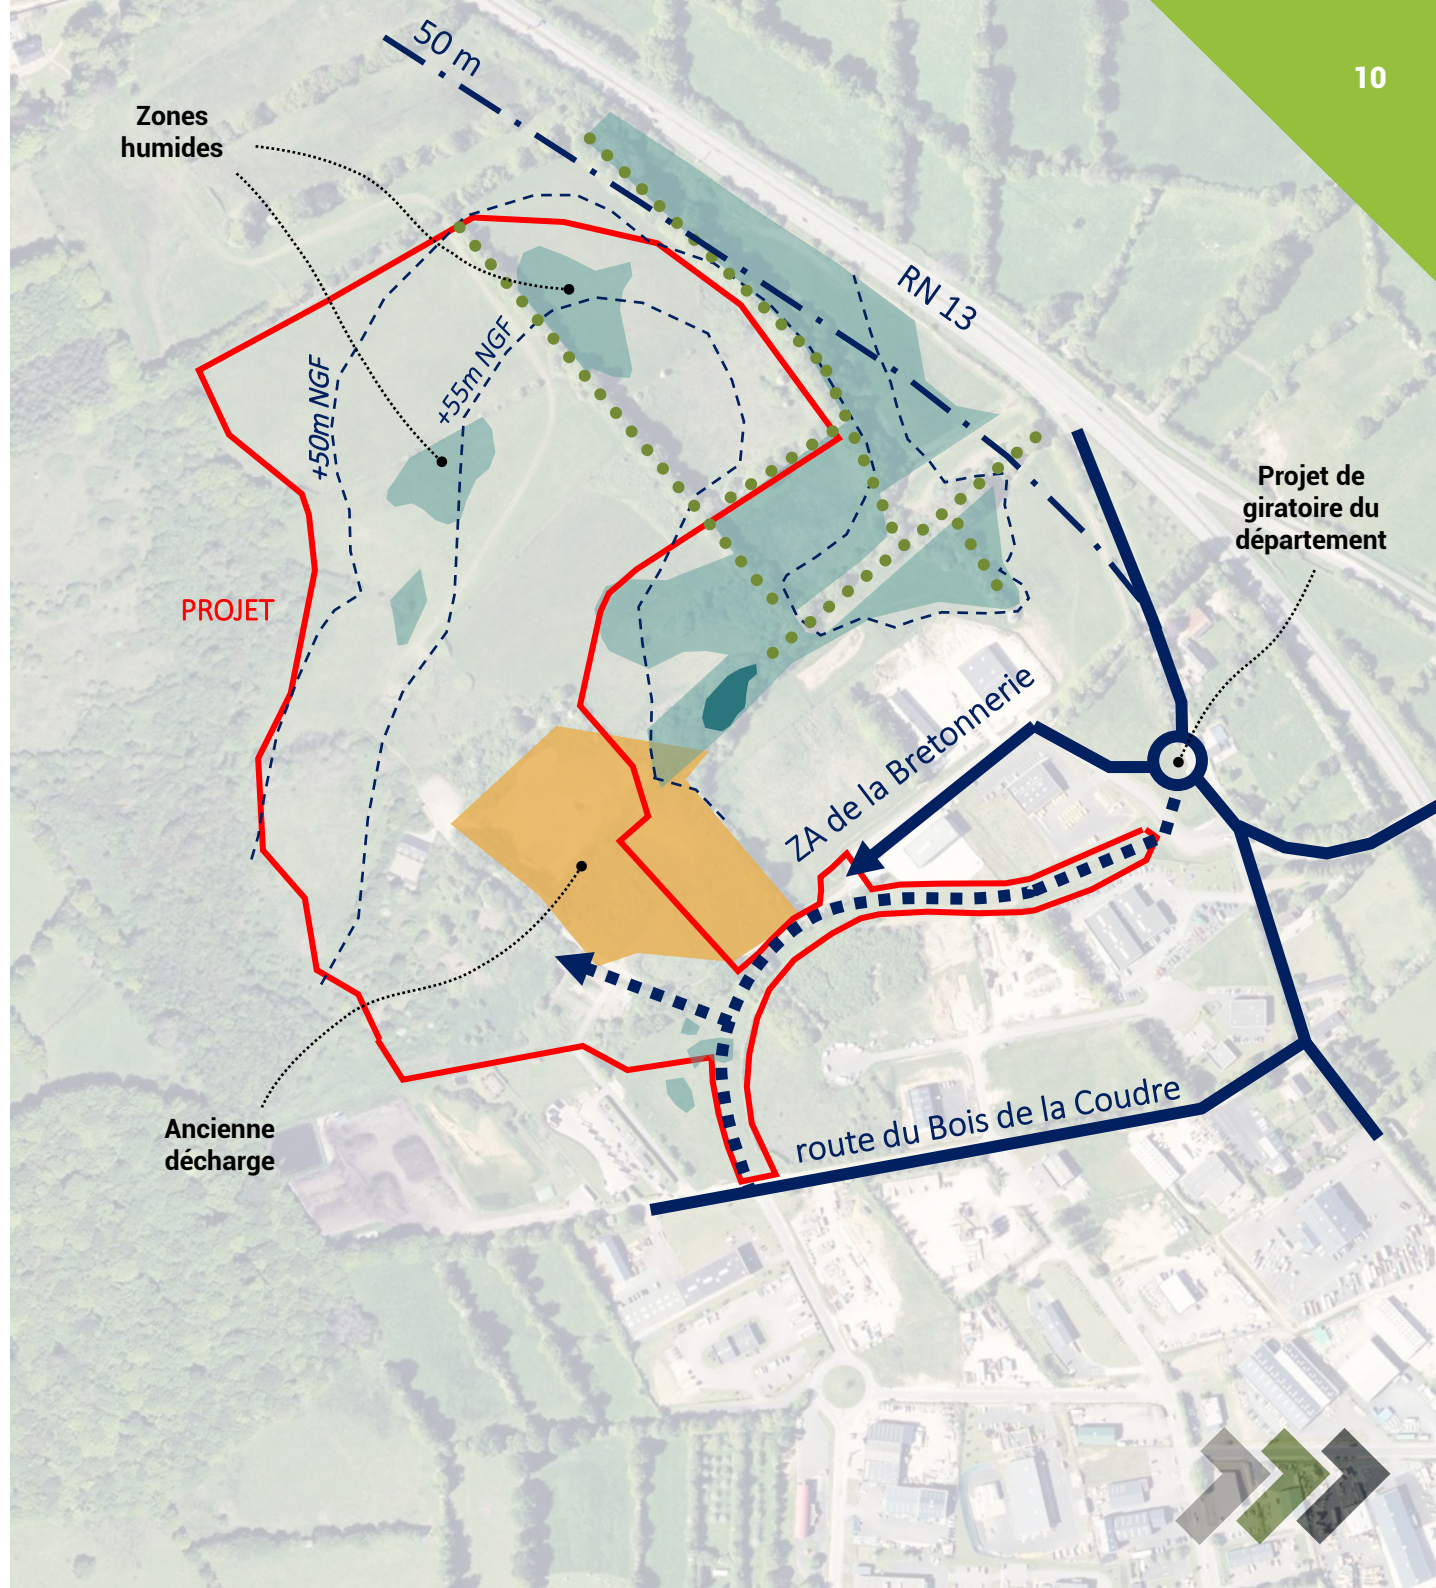 10
50 m
Zones
humides
RN 13
+50m NGF
+55m NGF
Projet de
giratoire du
département
PROJET
ZA de la Bretonnerie
route du Bois de la Coudre
Ancienne
décharge